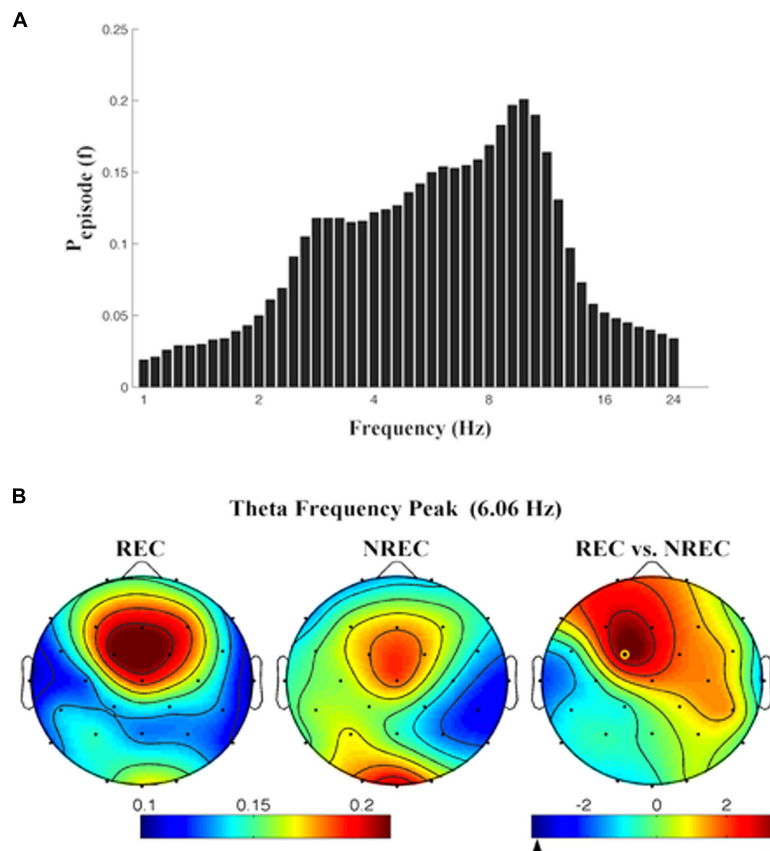 A
0.25
0.2
0.15
0.1
0.05
0
P episode (f)
1 2 4 8 16 24
Frequency (Hz)
B
Theta Frequency Peak (6.06 Hz)
REC NREC REC vs. NREC
0.1 0.15 0.2 -2 0 2